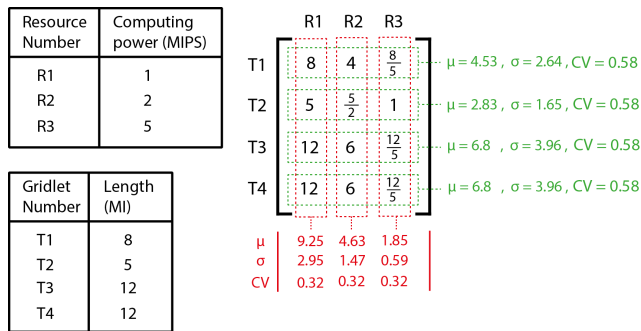 Resource Number Computing power (MIPS)
R1 1
R2 2
R3 5
Gridlet Number Length (MI)
T1 8
T2 5
T3 12
T4 12
R1 R2 R3
T1 8 4 8/5 μ = 4.53 , σ = 2.64 , CV = 0.58
T2 5 5/2 1 μ = 2.83 , σ = 1.65 , CV = 0.58
T3 12 6 12/5 μ = 6.8 , σ = 3.96 , CV = 0.58
T4 12 6 12/5 μ = 6.8 , σ = 3.96 , CV = 0.58
μ 9.25 4.63 1.85
σ 2.95 1.47 0.59
CV 0.32 0.32 0.32